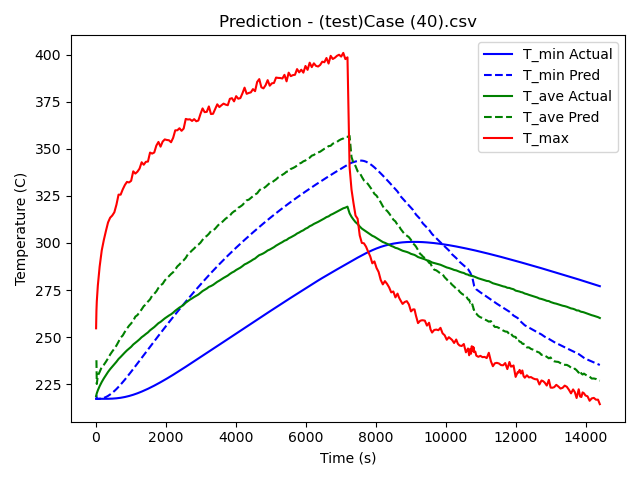 Prediction - (test)Case (40).csv
T_min Actual
T_min Pred
T_ave Actual
T_ave Pred
T_max
Temperature (C)
400
375
350
325
300
275
250
225
0 2000 4000 6000 8000 10000 12000 14000
Time (s)